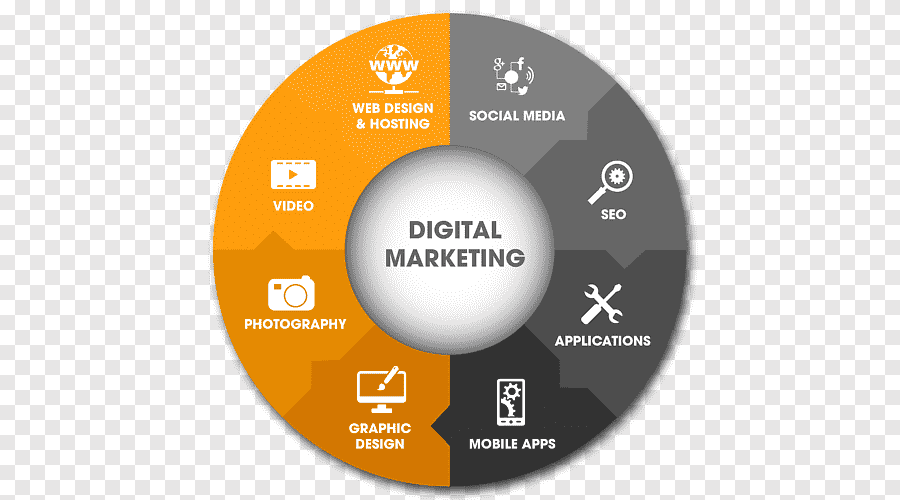 WWW
WEB DESIGN
& HOSTING
SOCIAL MEDIA
g+ f
VIDEO
SEO
DIGITAL
MARKETING
PHOTOGRAPHY
APPLICATIONS
GRAPHIC
DESIGN
MOBILE APPS